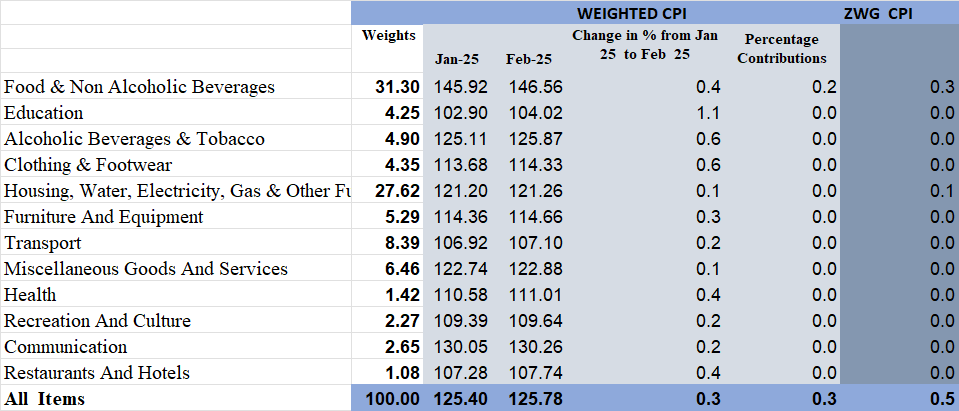 WEIGHTED CPI ZWG CPI
Weights Jan-25 Feb-25 Change in % from Jan 25 to Feb 25 Percentage Contributions
Food & Non Alcoholic Beverages 31.30 145.92 146.56 0.4 0.2 0.3
Education 4.25 102.90 104.02 1.1 0.0 0.0
Alcoholic Beverages & Tobacco 4.90 125.11 125.87 0.6 0.0 0.0
Clothing & Footwear 4.35 113.68 114.33 0.6 0.0 0.0
Housing, Water, Electricity, Gas & Other Fu 27.62 121.20 121.26 0.1 0.0 0.1
Furniture And Equipment 5.29 114.36 114.66 0.3 0.0 0.0
Transport 8.39 106.92 107.10 0.2 0.0 0.0
Miscellaneous Goods And Services 6.46 122.74 122.88 0.1 0.0 0.0
Health 1.42 110.58 111.01 0.4 0.0 0.0
Recreation And Culture 2.27 109.39 109.64 0.2 0.0 0.0
Communication 2.65 130.05 130.26 0.2 0.0 0.0
Restaurants And Hotels 1.08 107.28 107.74 0.4 0.0 0.0
All Items 100.00 125.40 125.78 0.3 0.3 0.5